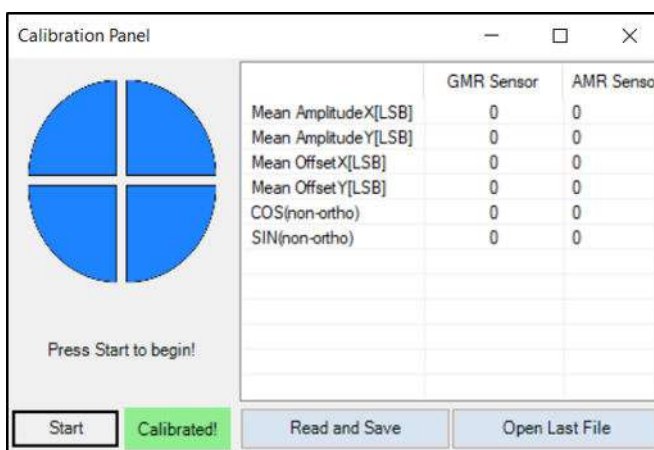 Calibration Panel
GMR Sensor AMR Senso
Mean AmplitudeX[LSB] 0 0
Mean AmplitudeY[LSB] 0 0
Mean OffsetX[LSB] 0 0
Mean OffsetY[LSB] 0 0
COS(non-ortho) 0 0
SIN(non-ortho) 0 0
Press Start to begin!
Start Calibrated! Read and Save Open Last File